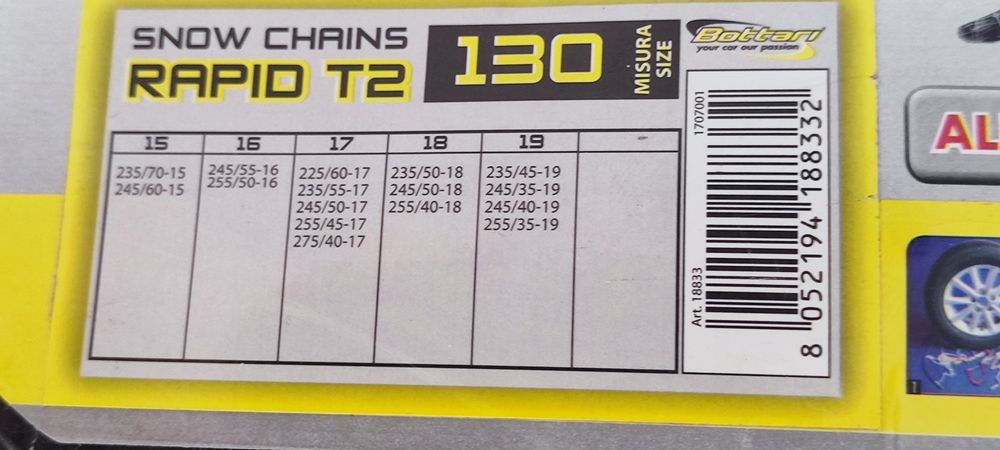 SNOW CHAINS
RAPID T2
130
MISURA
SIZE
Bottari
your car our passion
15 16 17 18 19 -
235/70-15 245/55-16 225/60-17 235/50-18 235/45-19
245/60-15 255/50-16 235/55-17 245/50-18 245/35-19
245/50-17 255/40-18 245/40-19
255/45-17 255/35-19
275/40-17
1707001
Art. 18833
8 052194 188332
AL
1